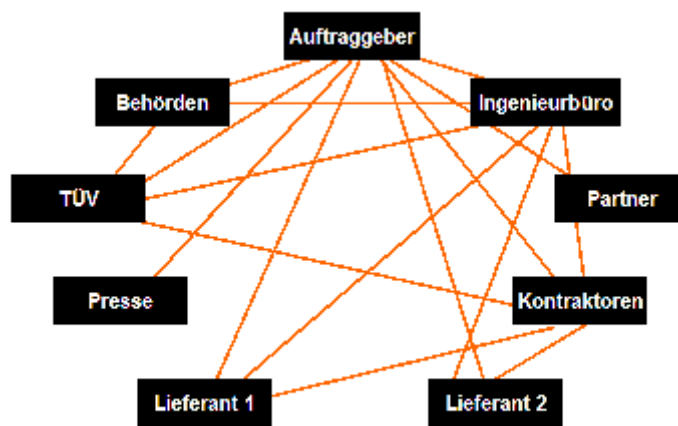 Auftraggeber
Behörden
Ingenieurbüro
TÜV
Partner
Presse
Kontraktoren
Lieferant 1
Lieferant 2